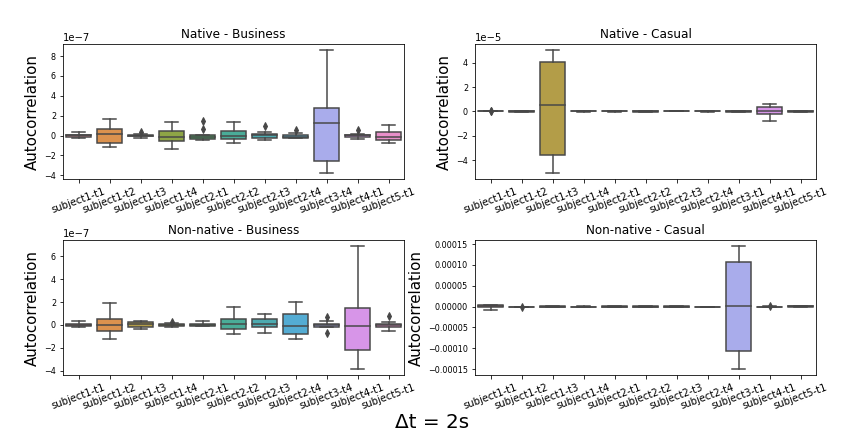 Native - Business
1e−7
Autocorrelation
8
6
4
2
0
−2
−4
subject1-t1 subject1-t2 subject1-t3 subject1-t4 subject2-t1 subject2-t2 subject2-t3 subject2-t4 subject3-t4 subject4-t1 subject5-t1
Native - Casual
1e−5
Autocorrelation
4
2
0
−2
−4
subject1-t1 subject1-t2 subject1-t3 subject1-t4 subject2-t1 subject2-t2 subject2-t3 subject2-t4 subject3-t1 subject4-t1 subject5-t1
Non-native - Business
1e−7
Autocorrelation
6
4
2
0
−2
−4
subject1-t1 subject1-t2 subject1-t3 subject1-t4 subject2-t1 subject2-t2 subject2-t3 subject2-t4 subject3-t4 subject4-t1 subject5-t1
Non-native - Casual
Autocorrelation
0.00015
0.00010
0.00005
0.00000
−0.00005
−0.00010
−0.00015
subject1-t1 subject1-t2 subject1-t3 subject1-t4 subject2-t1 subject2-t2 subject2-t3 subject2-t4 subject3-t1 subject4-t1 subject5-t1
Δt = 2s